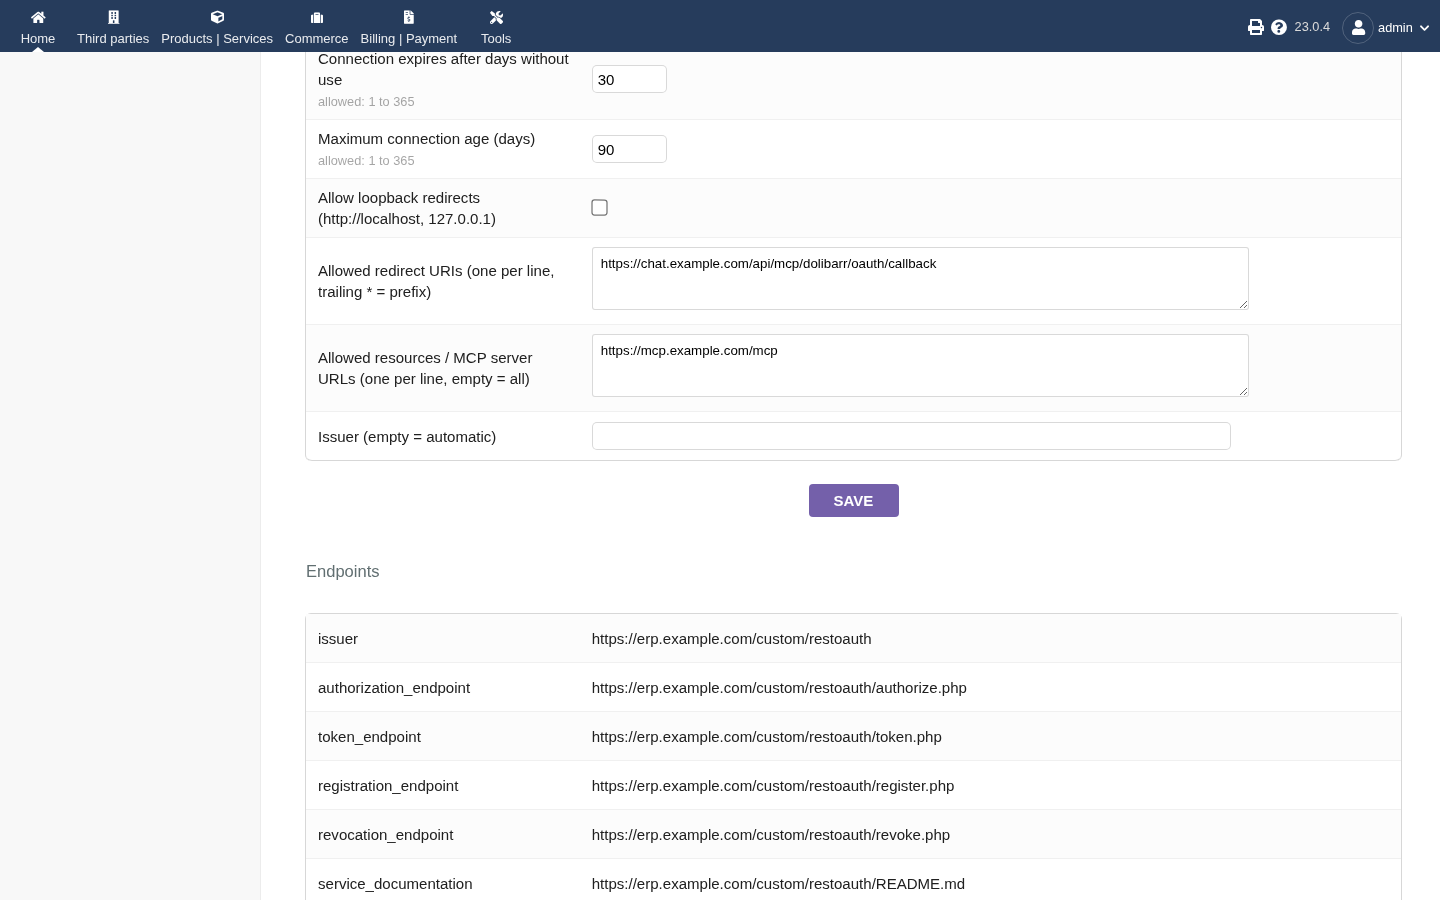 Home
Third parties
Products | Services
Commerce
Billing | Payment
Tools
23.0.4
admin
Connection expires after days without
use
allowed: 1 to 365
30
Maximum connection age (days)
allowed: 1 to 365
90
Allow loopback redirects
(http://localhost, 127.0.0.1)
Allowed redirect URIs (one per line,
trailing * = prefix)
https://chat.example.com/api/mcp/dolibarr/oauth/callback
Allowed resources / MCP server
URLs (one per line, empty = all)
https://mcp.example.com/mcp
Issuer (empty = automatic)
SAVE
Endpoints
issuer
https://erp.example.com/custom/restoauth
authorization_endpoint
https://erp.example.com/custom/restoauth/authorize.php
token_endpoint
https://erp.example.com/custom/restoauth/token.php
registration_endpoint
https://erp.example.com/custom/restoauth/register.php
revocation_endpoint
https://erp.example.com/custom/restoauth/revoke.php
service_documentation
https://erp.example.com/custom/restoauth/README.md